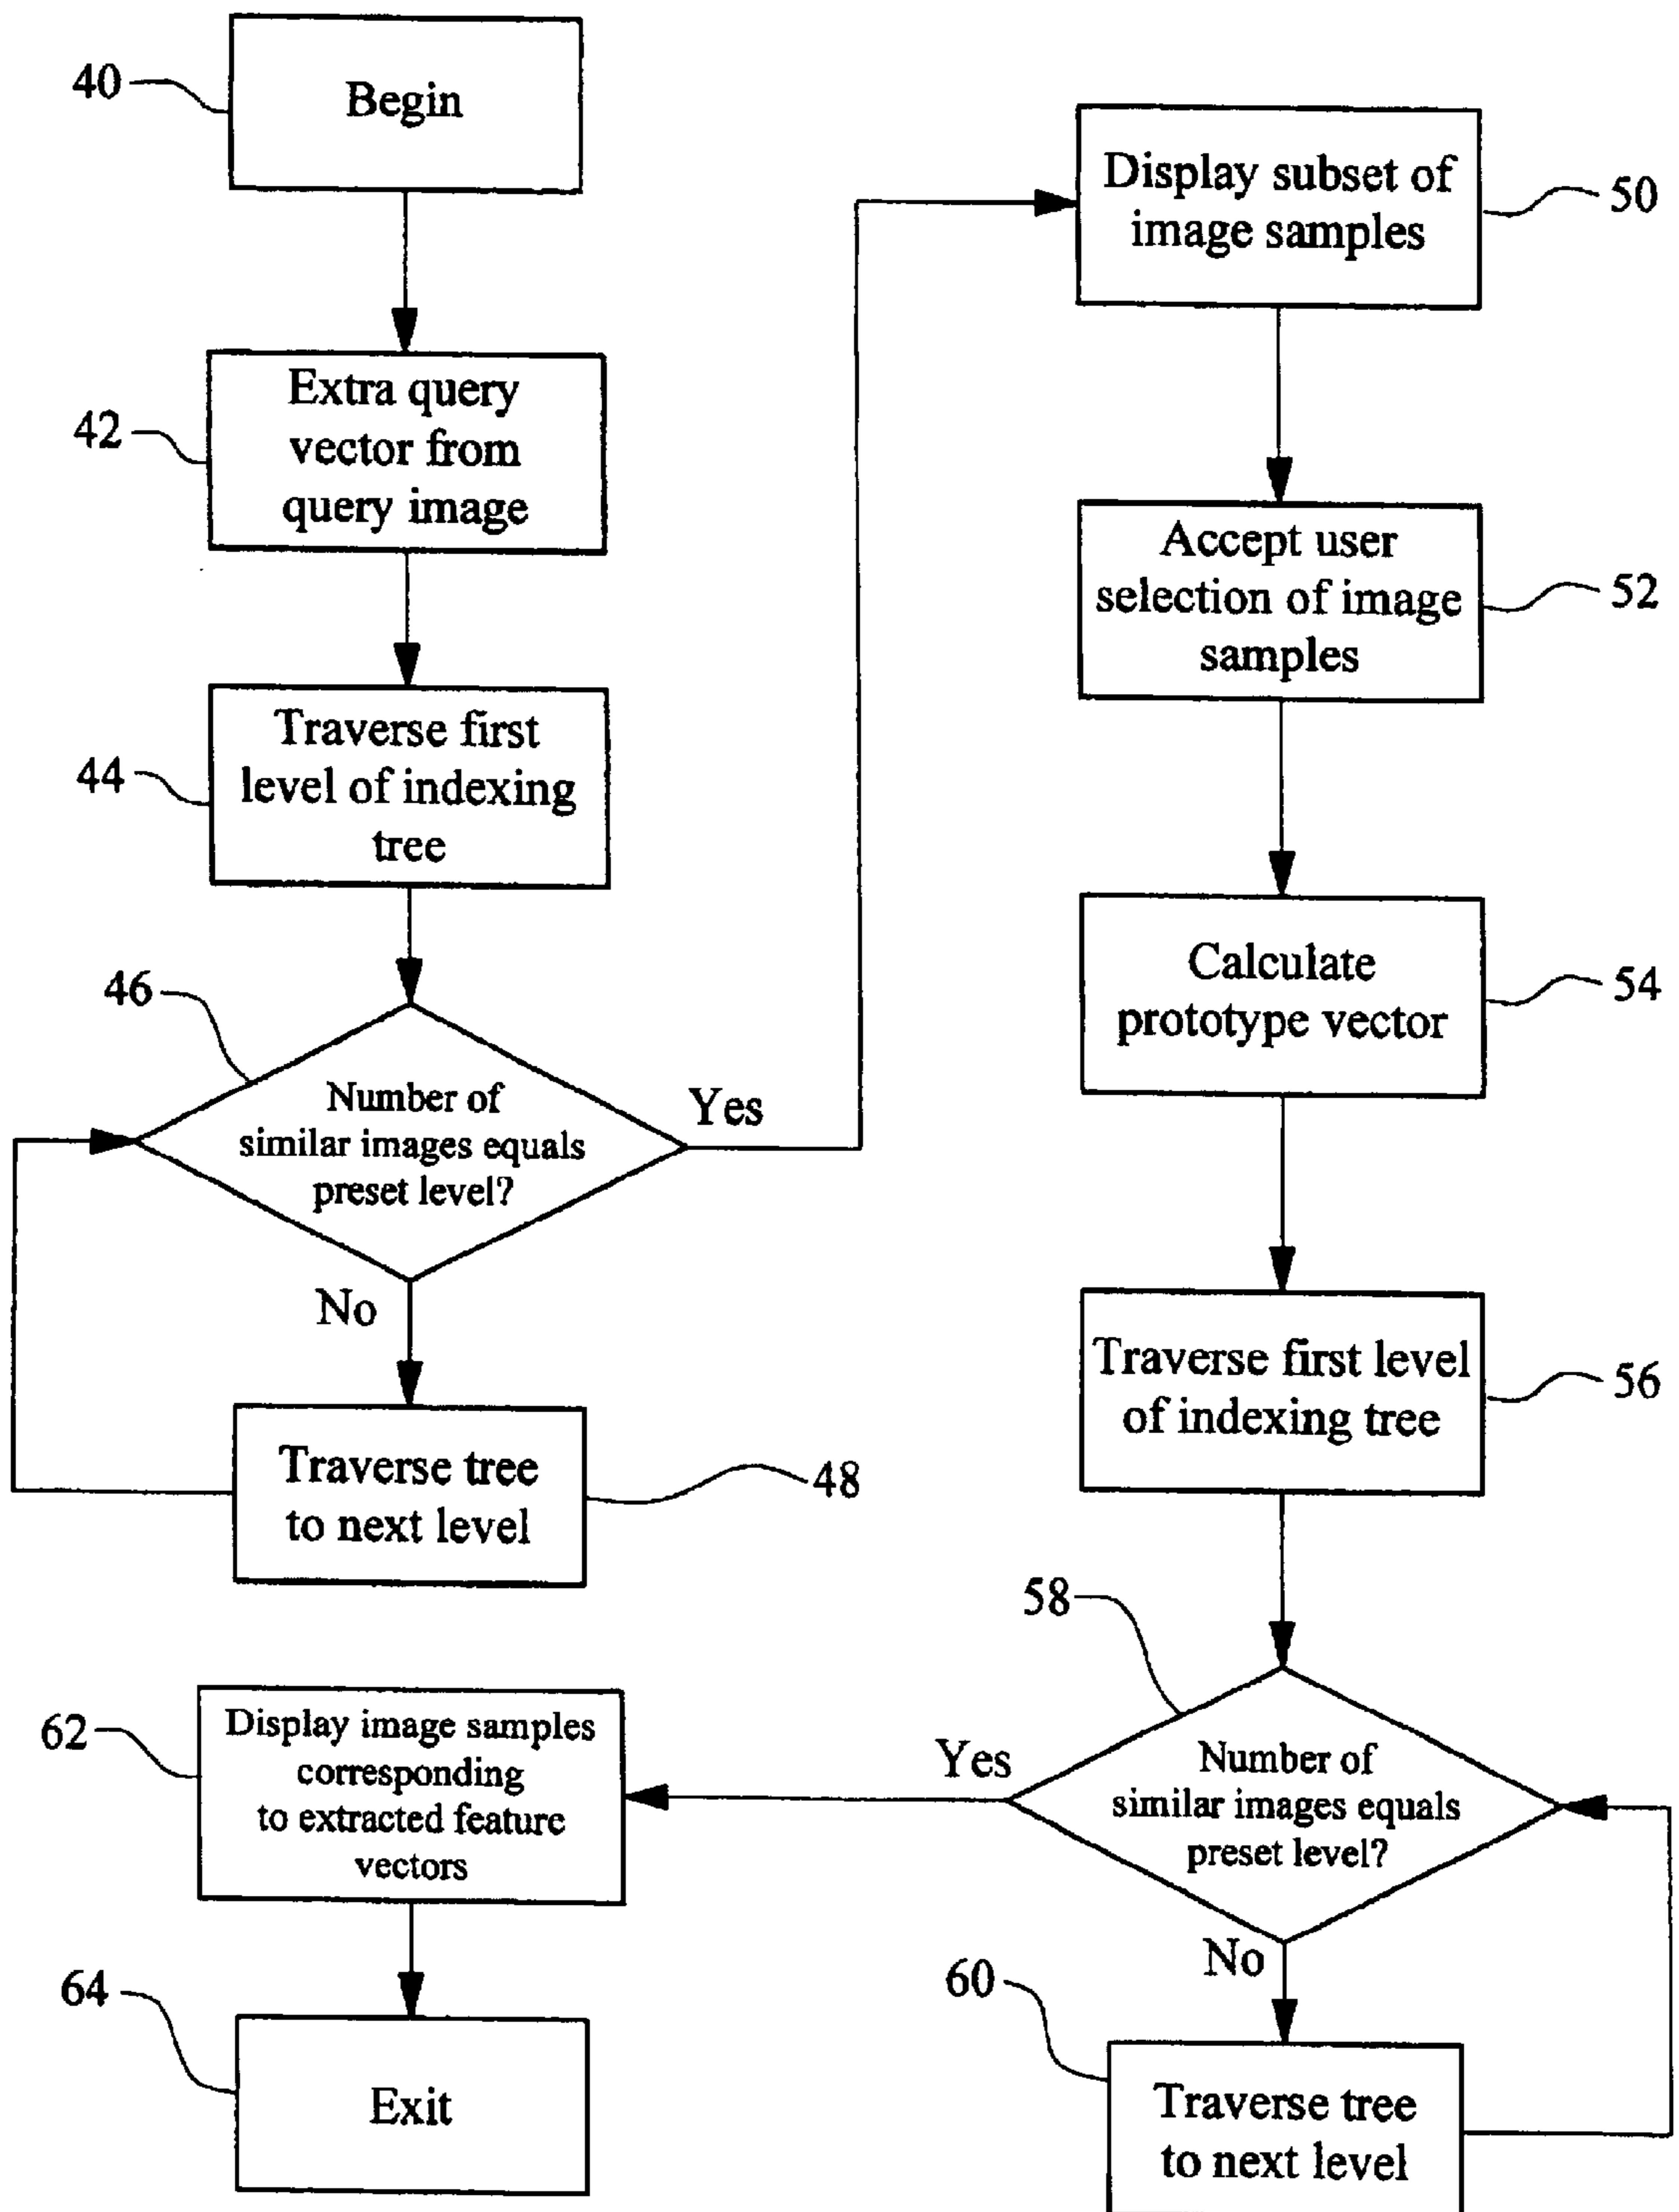 40
Begin
42
Extra query
vector from
query image
44
Traverse first
level of indexing
tree
46
Number of
similar images equals
preset level?
Yes
No
Traverse tree
to next level
48
Display subset of
image samples
50
Accept user
selection of image
samples
52
Calculate
prototype vector
54
Traverse first level
of indexing tree
56
58
Number of
similar images equals
preset level?
Yes
No
60
Traverse tree
to next level
62
Display image samples
corresponding
to extracted feature
vectors
64
Exit